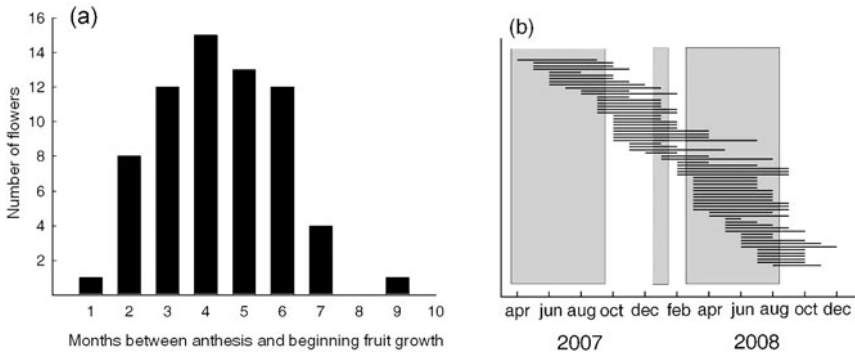 (a)
Number of flowers
16
14
12
10
8
6
4
2
1 2 3 4 5 6 7 8 9 10
Months between anthesis and beginning fruit growth
(b)
apr jun aug oct dec feb apr jun aug oct dec
2007 2008